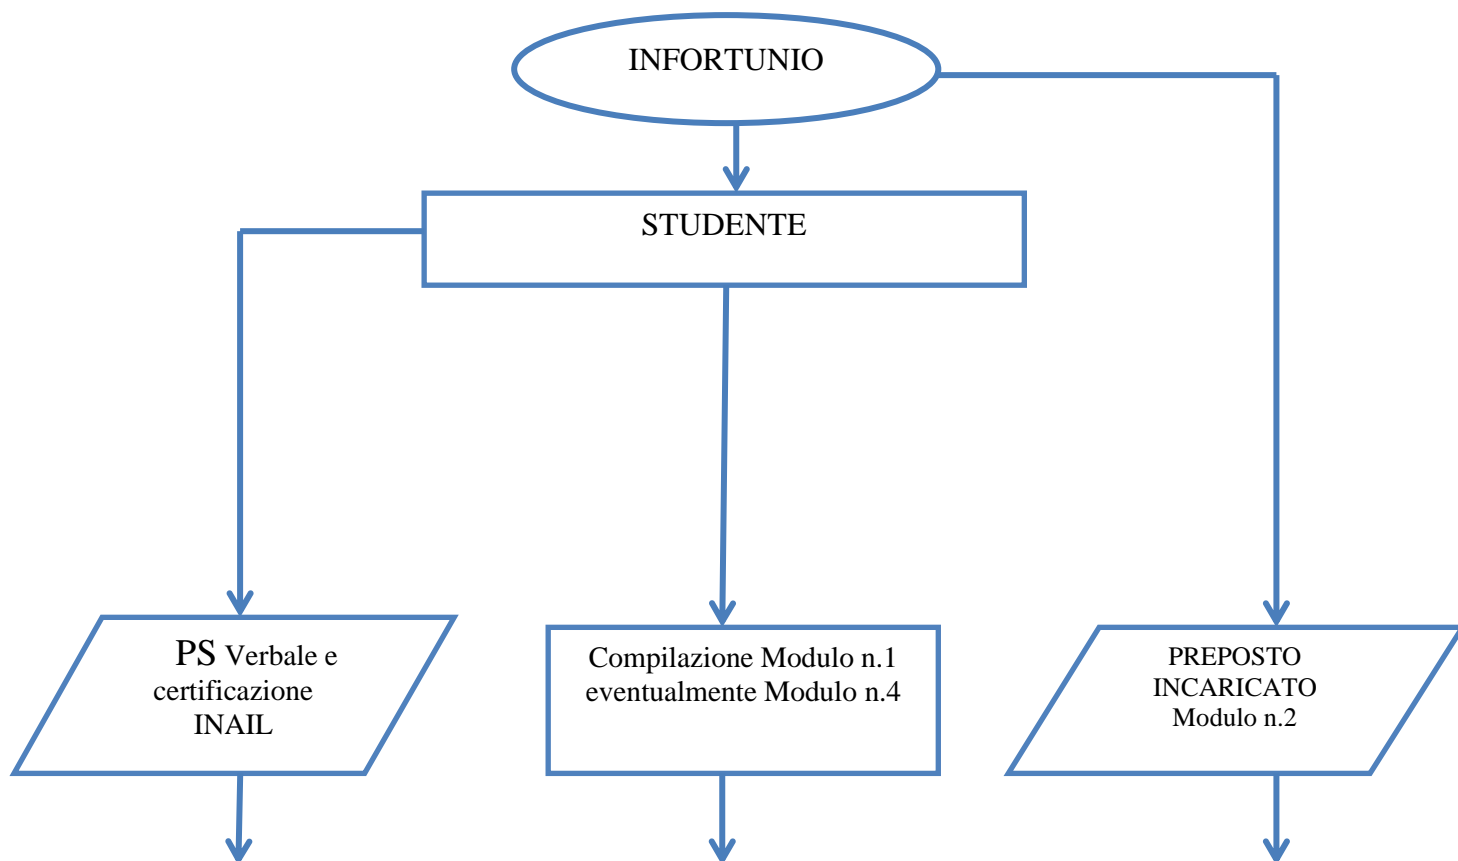 INFORTUNIO
STUDENTE
PS Verbale e
certificazione
INAIL
Compilazione Modulo n.1
eventualmente Modulo n.4
PREPOSTO
INCARICATO
Modulo n.2